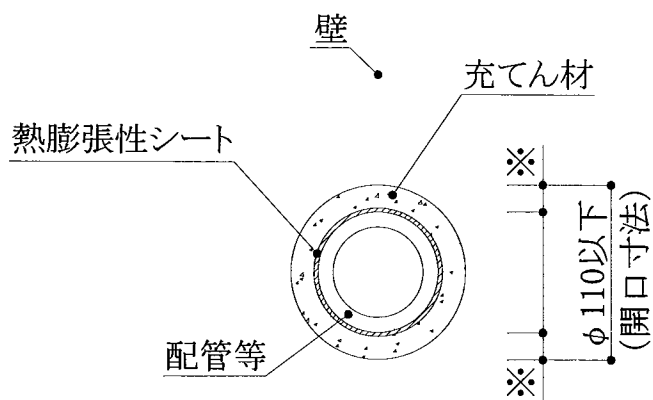 壁
充てん材
熱膨張性シート
※
φ110以下
(開口寸法)
配管等
※